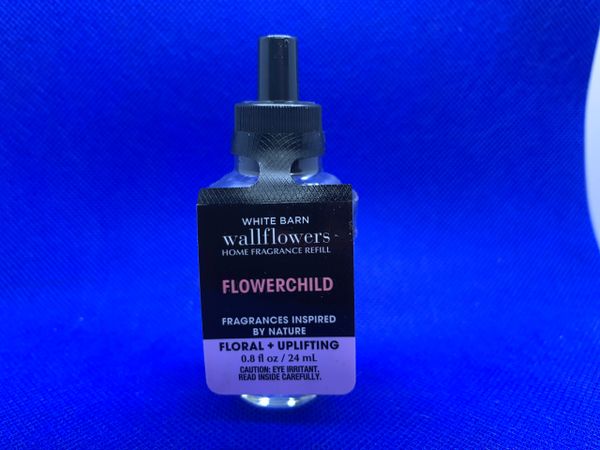 WHITE BARN
wallflowers
HOME FRAGRANCE REFILL
FLOWERCHILD
FRAGRANCES INSPIRED
BY NATURE
FLORAL + UPLIFTING
0.8 fl oz / 24 mL
CAUTION: EYE IRRITANT.
READ INSIDE CAREFULLY.